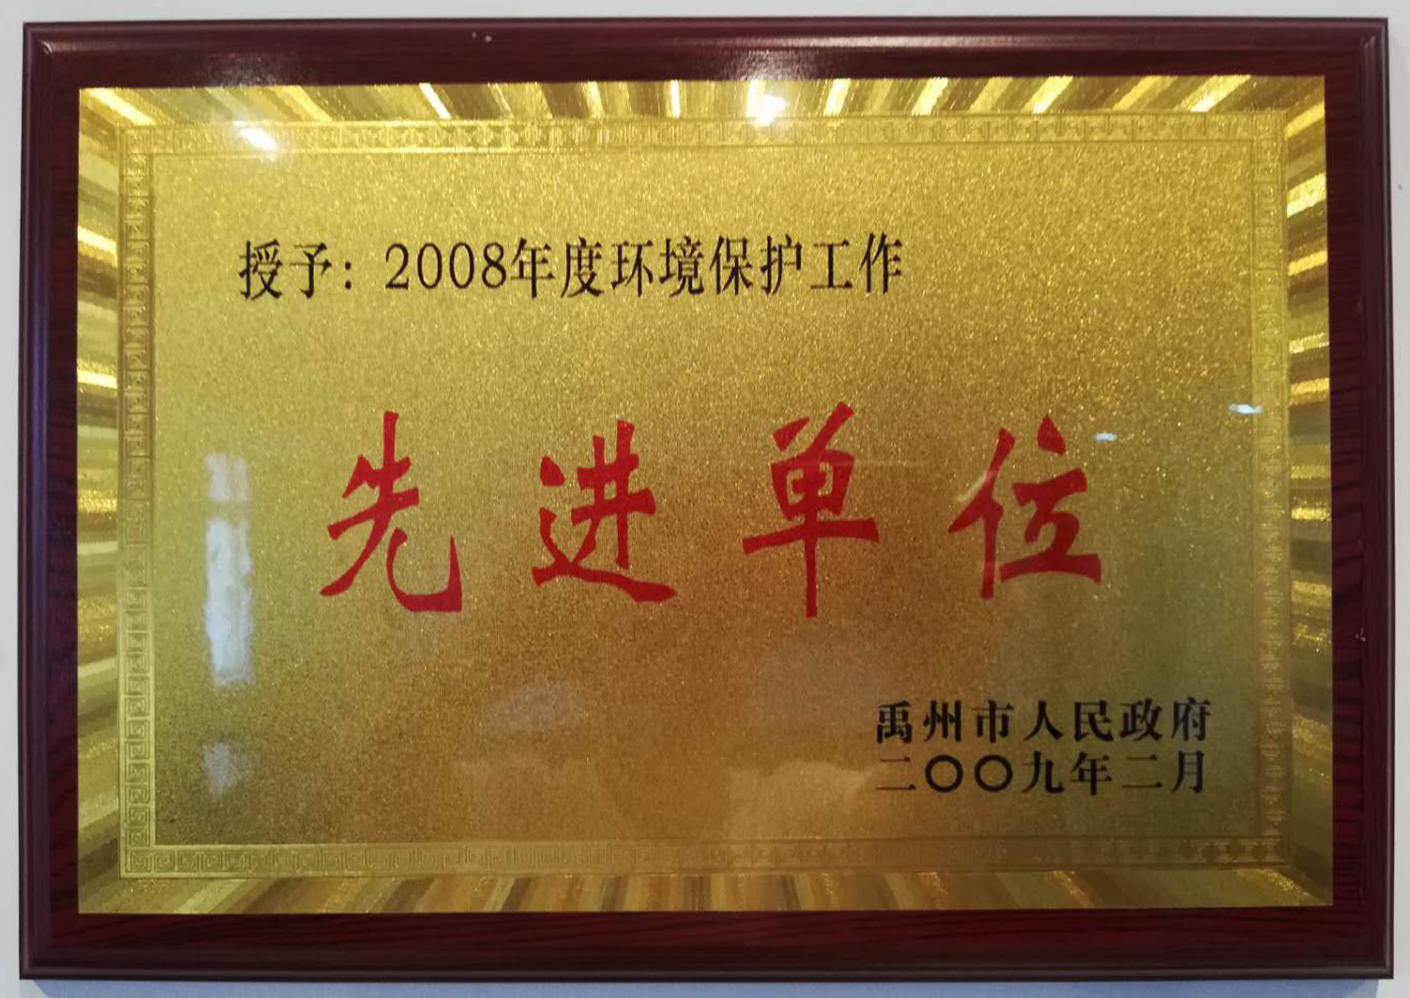 授予：2008年度环境保护工作
先进单位
禹州市人民政府
二〇〇九年二月